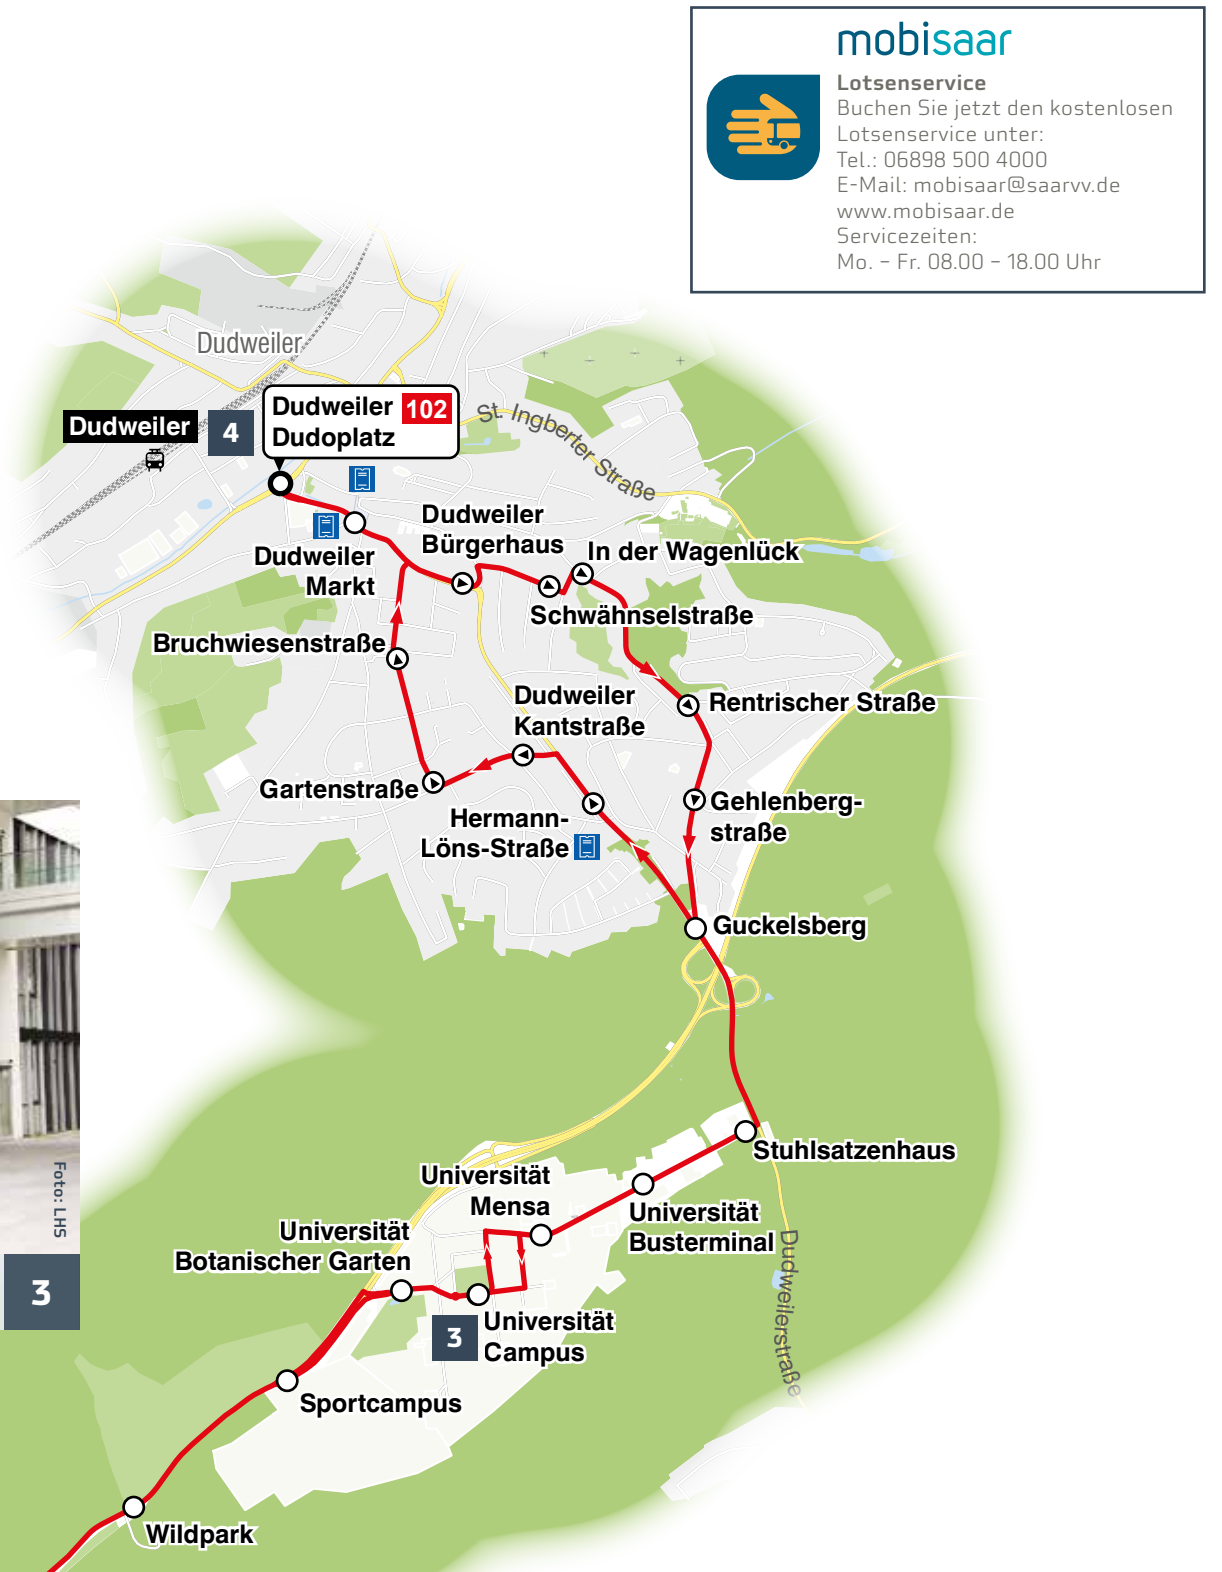 mobisaar
Lotsenservice
Buchen Sie jetzt den kostenlosen
Lotsenservice unter:
Tel.: 06898 500 4000
E-Mail: mobisaar@saarvv.de
www.mobisaar.de
Servicezeiten:
Mo. – Fr. 08.00 – 18.00 Uhr
Dudweiler
Dudweiler
4
Dudweiler 102
Dudoplatz
St. Ingberter Straße
Dudweiler
Markt
Dudweiler
Bürgerhaus
In der Wagenlück
Schwähnselstraße
Bruchwiesenstraße
Dudweiler
Kantstraße
Rentrischer Straße
Gartenstraße
Hermann-
Löns-Straße
Gehlenberg-
straße
Guckelsberg
Stuhlsatzenhaus
Universität
Mensa
Universität
Busterminal
Universität
Botanischer Garten
Dudweilerstraße
3
Universität
Campus
Sportcampus
Wildpark
Foto: LHS
3